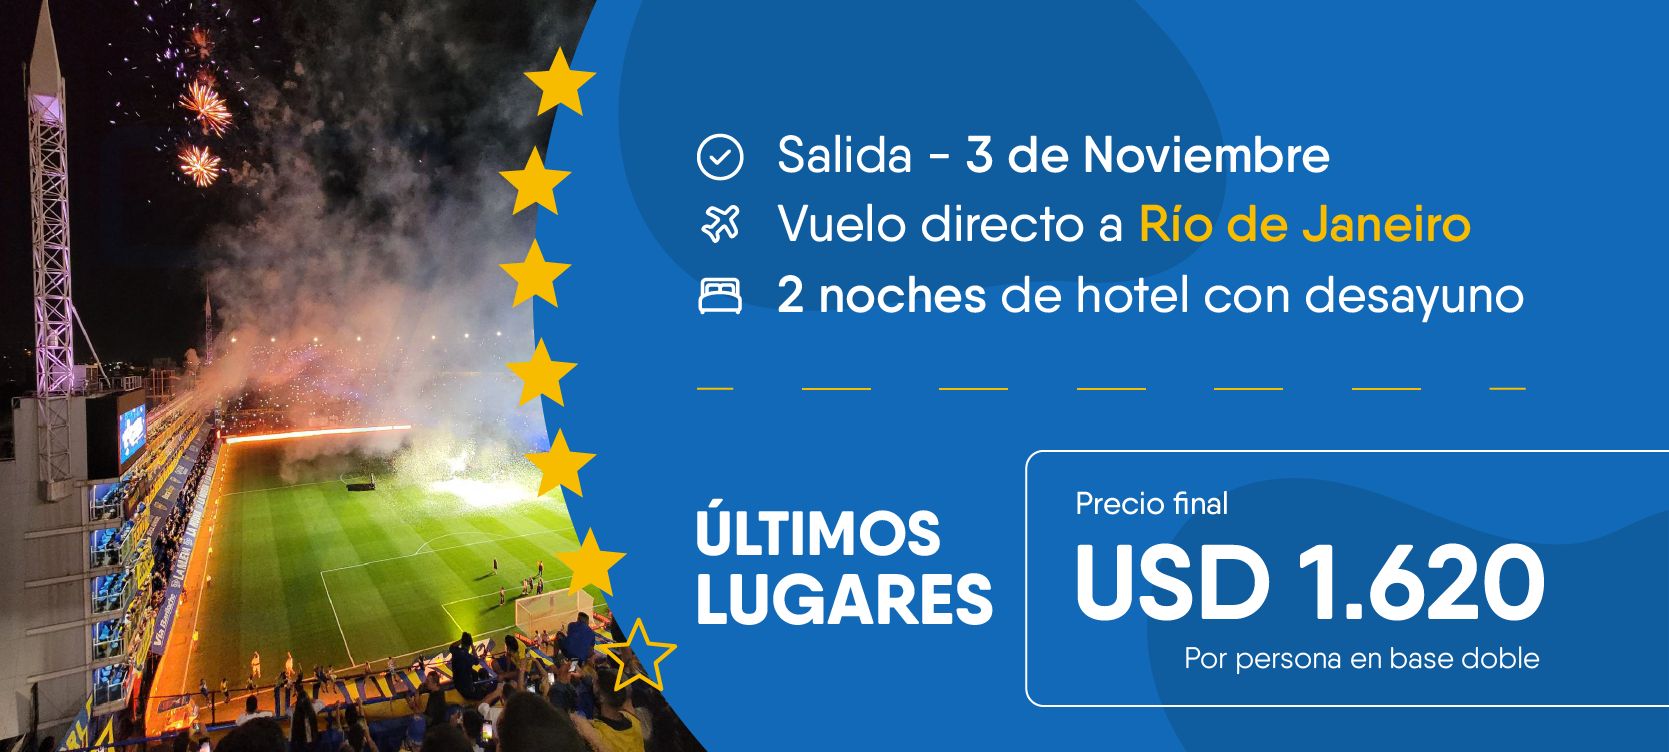 Salida - 3 de Noviembre
Vuelo directo a Río de Janeiro
2 noches de hotel con desayuno
ÚLTIMOS
LUGARES
Precio final
USD 1.620
Por persona en base doble